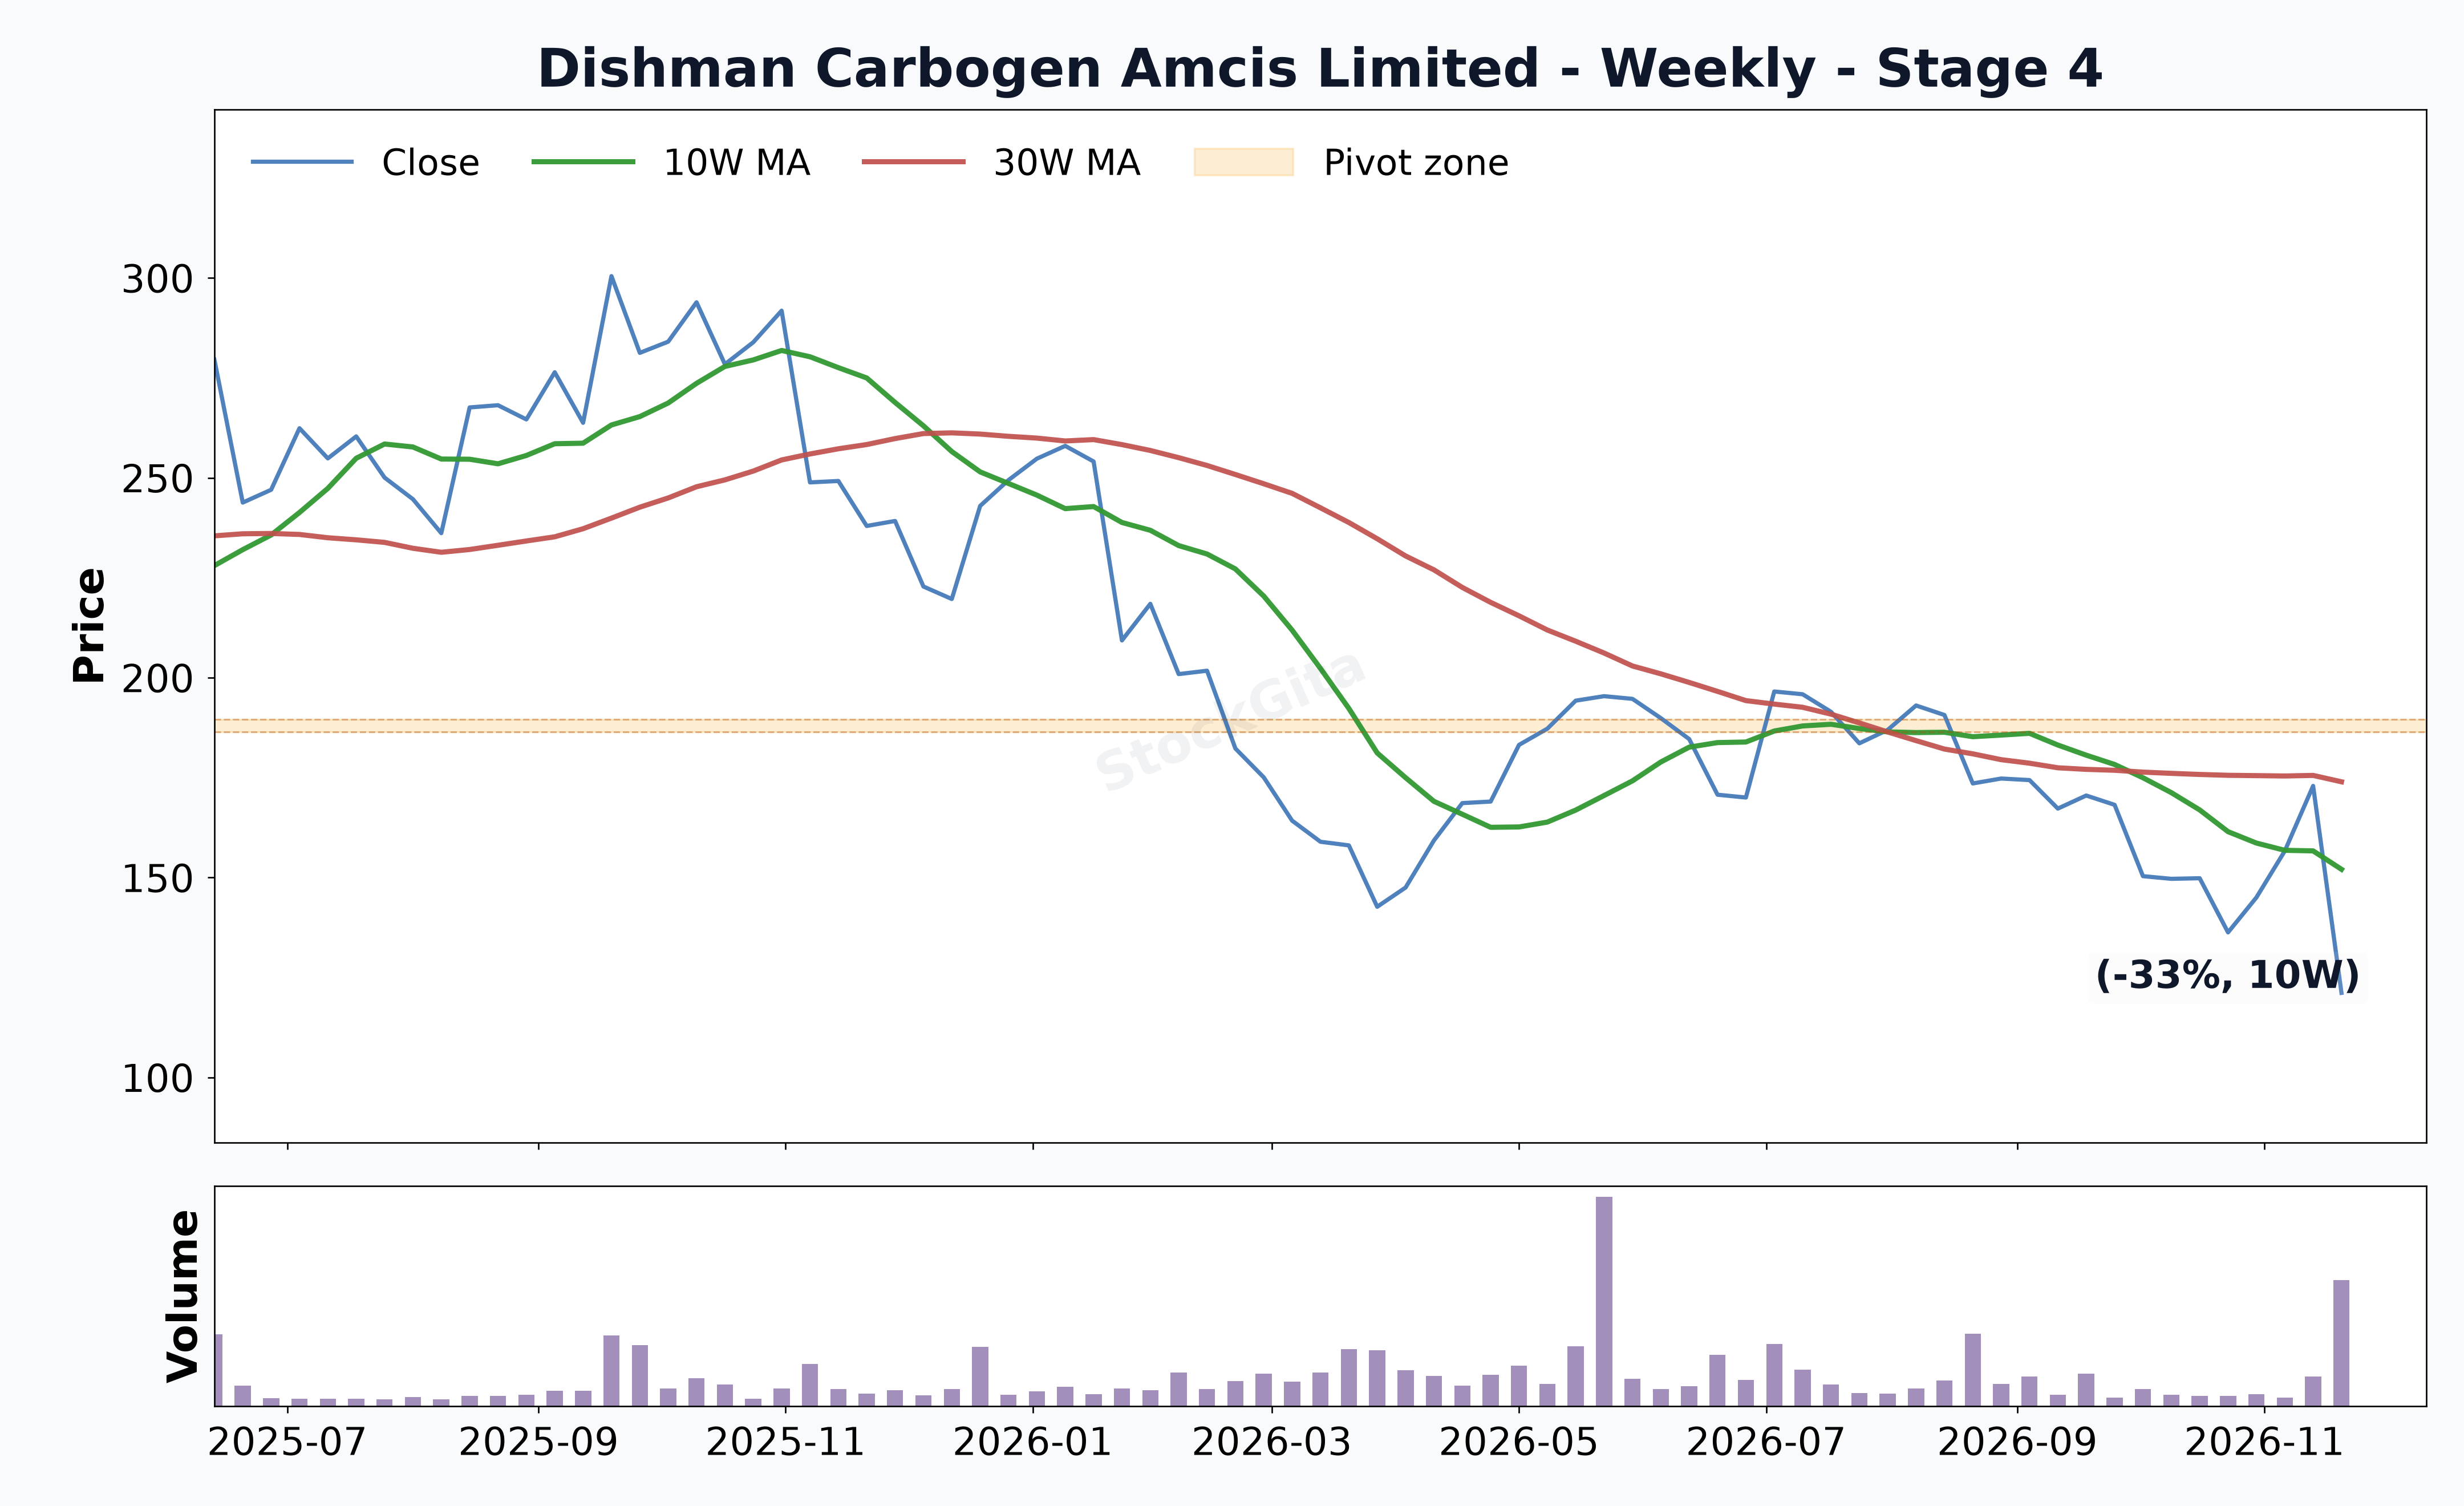 Dishman Carbogen Amcis Limited - Weekly - Stage 4
Close 10W MA 30W MA Pivot zone
Price
300
250
200
150
100
StockGita
(-33%, 10W)
Volume
2025-07 2025-09 2025-11 2026-01 2026-03 2026-05 2026-07 2026-09 2026-11